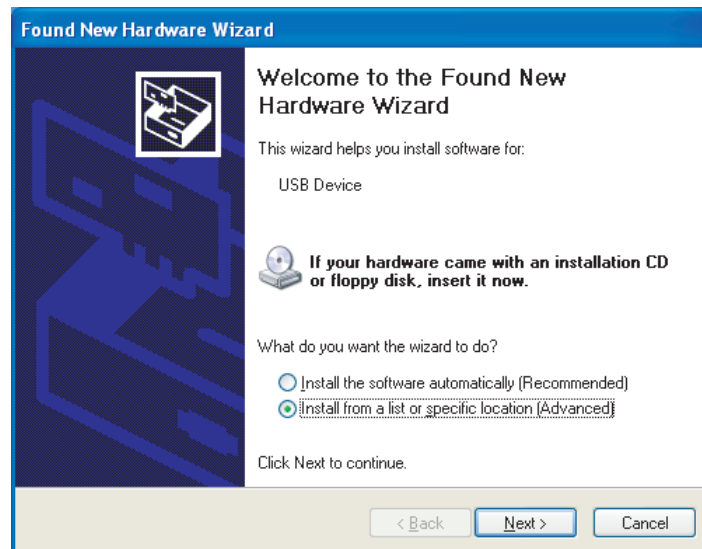 Found New Hardware Wizard
Welcome to the Found New
Hardware Wizard
This wizard helps you install software for:
USB Device
If your hardware came with an installation CD
or floppy disk, insert it now.
What do you want the wizard to do?
Install the software automatically (Recommended)
Install from a list or specific location (Advanced)
Click Next to continue.
< Back Next > Cancel